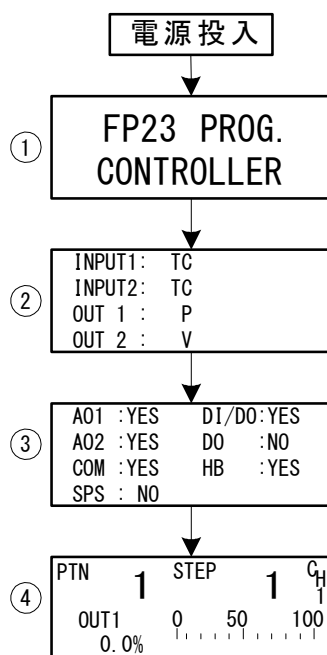 電源投入
① FP23 PROG.
CONTROLLER
② INPUT1: TC
INPUT2: TC
OUT 1 : P
OUT 2 : V
③ AO1 :YES DI/DO:YES
AO2 :YES DO :NO
COM :YES HB :YES
SPS : NO
④ PTN 1 STEP 1 CH1
OUT1 0 50 100
0.0%